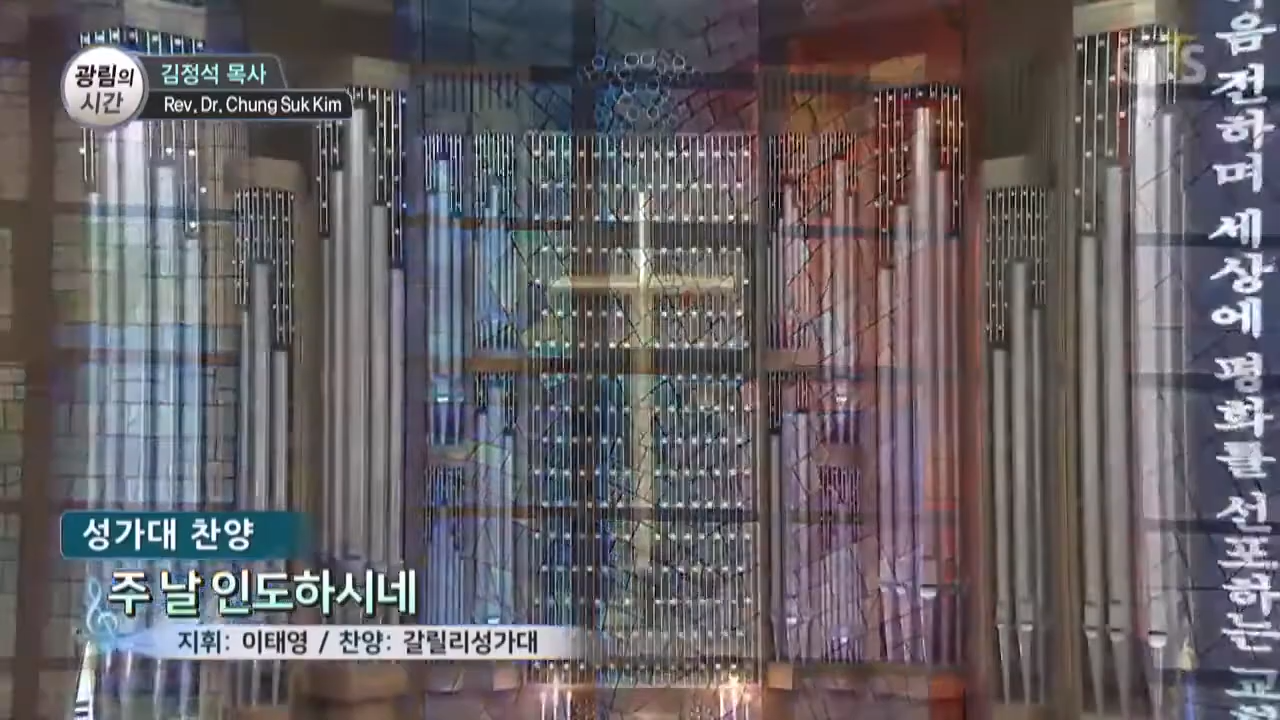 광림의
시간
김정석 목사
Rev. Dr. Chung Suk Kim
성가대 찬양
주 날 인도하시네
지휘: 이태영 / 찬양: 갈릴리성가대
음 전하며 세상에 평화를 선포하는